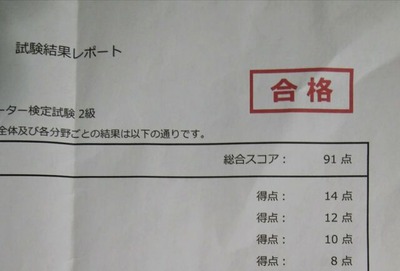 試験結果レポート
合格
ーター検定試験 2級
全体及び各分野ごとの結果は以下の通りです。
総合スコア： 91 点
得点： 14 点
得点： 12 点
得点： 10 点
得点： 8 点